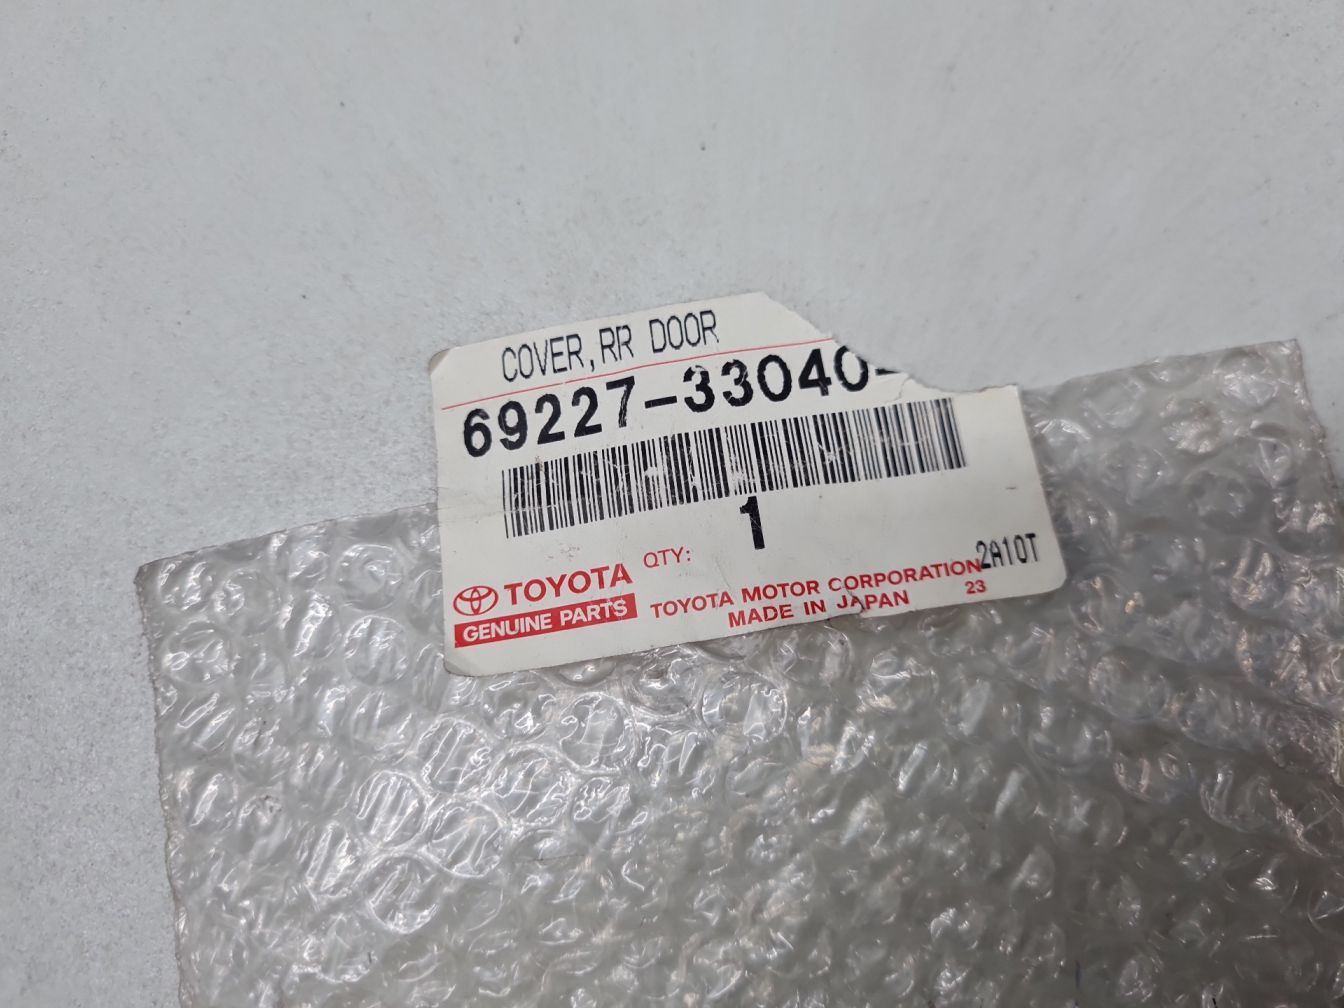 COVER,RR DOOR
69227-33040-
1
QTY:
2A10T
TOYOTA
GENUINE PARTS
TOYOTA MOTOR CORPORATION
MADE IN JAPAN
23